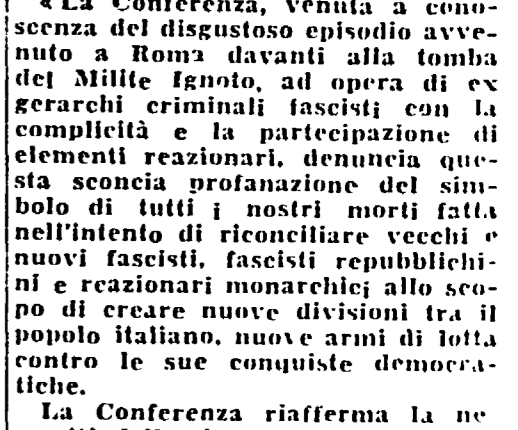 « La Conferenza, venuta a cono-
scenza del disgustoso episodio avve-
nuto a Roma davanti alla tomba
del Milite Ignoto, ad opera di ex
gerarchi criminali fascisti con la
complicità e la partecipazione di
elementi reazionari, denuncia que-
sta sconcia profanazione del sim-
bolo di tutti i nostri morti fatta
nell'intento di riconciliare vecchi e
nuovi fascisti, fascisti repubblichi-
ni e reazionari monarchici allo sco-
po di creare nuove divisioni tra il
popolo italiano, nuove armi di lotta
contro le sue conquiste democra-
tiche.
La Conferenza riafferma la ne